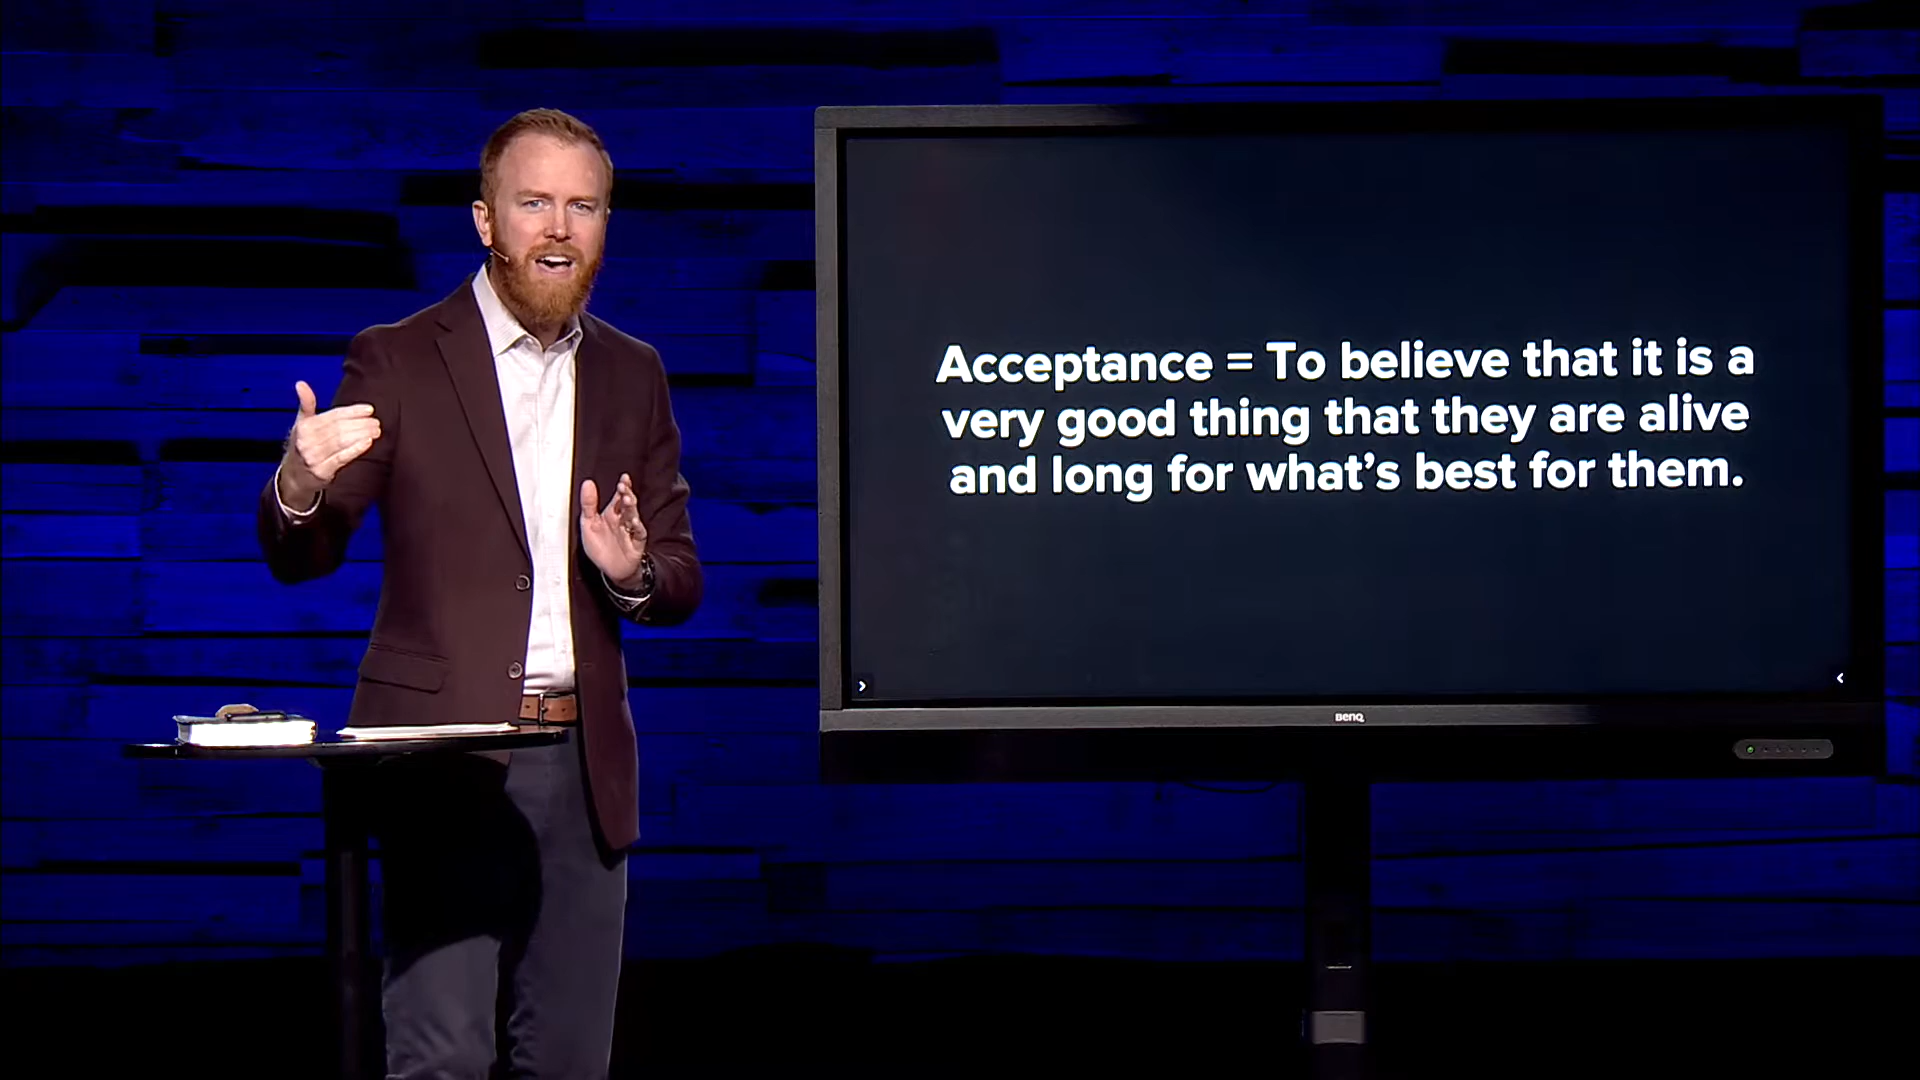 Acceptance = To believe that it is a
very good thing that they are alive
and long for what's best for them.
BenQ